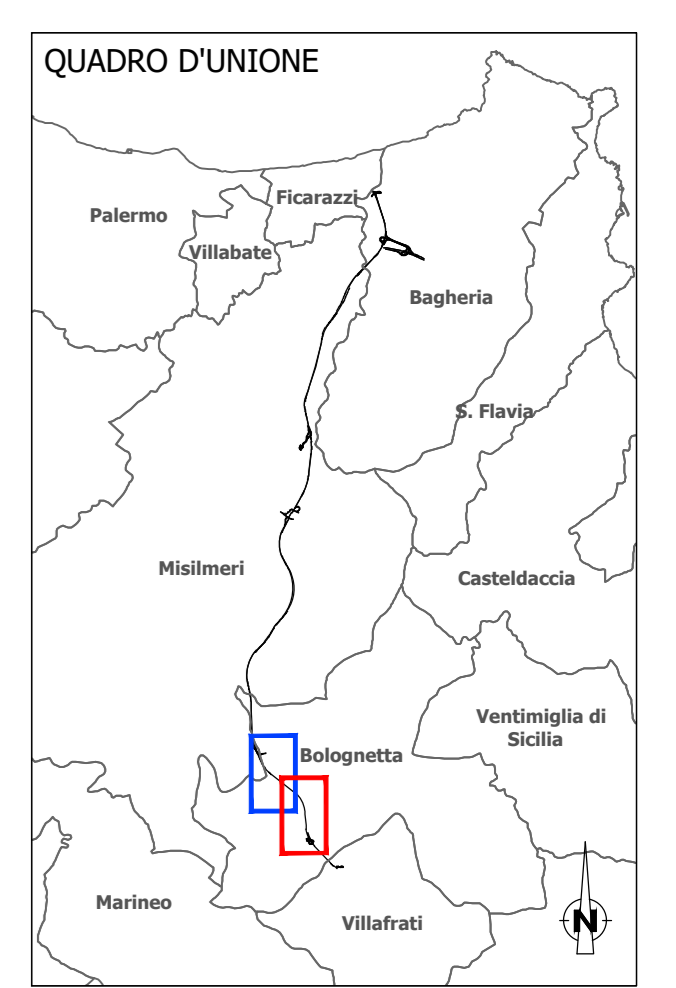 QUADRO D'UNIONE
Ficarazzi
Palermo
Villabate
Bagheria
S. Flavia
Misilmeri
Casteldaccia
Ventimiglia di
Sicilia
Bolognetta
Marineo
Villafrati
N